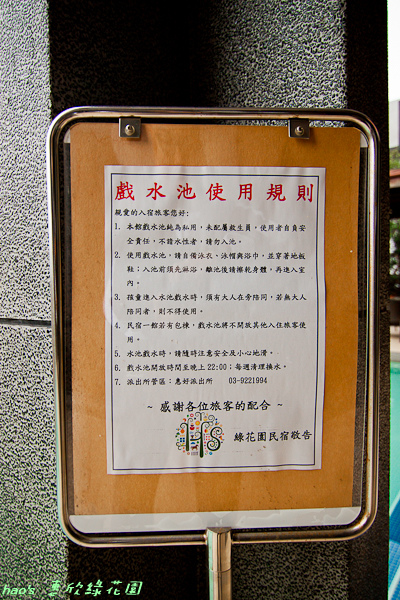 戲水池使用規則
親愛的入宿旅客您好:
1. 本館戲水池純為私用，未配屬救生員，使用者自負安
全責任，不諳水性者，請勿入池。
2. 使用戲水池，請自備泳衣、泳帽與浴巾，並穿著地板
鞋；入池前須先淋浴，離池後請擦乾身體，再進入室
內。
3. 孩童進入水池戲水時，須有大人在旁陪同，若無大人
陪同者，則不得使用。
4. 民宿一館若有包棟，戲水池將不開放其他入住旅客使
用。
5. 水池戲水時，請隨時注意安全及小心地滑。
6. 戲水池開放時間至晚上 22:00；每週清理換水。
7. 派出所管區：惠好派出所 03-9221994
~ 感謝各位旅客的配合 ~
綠花園民宿敬告
hao's 惠欣綠花園